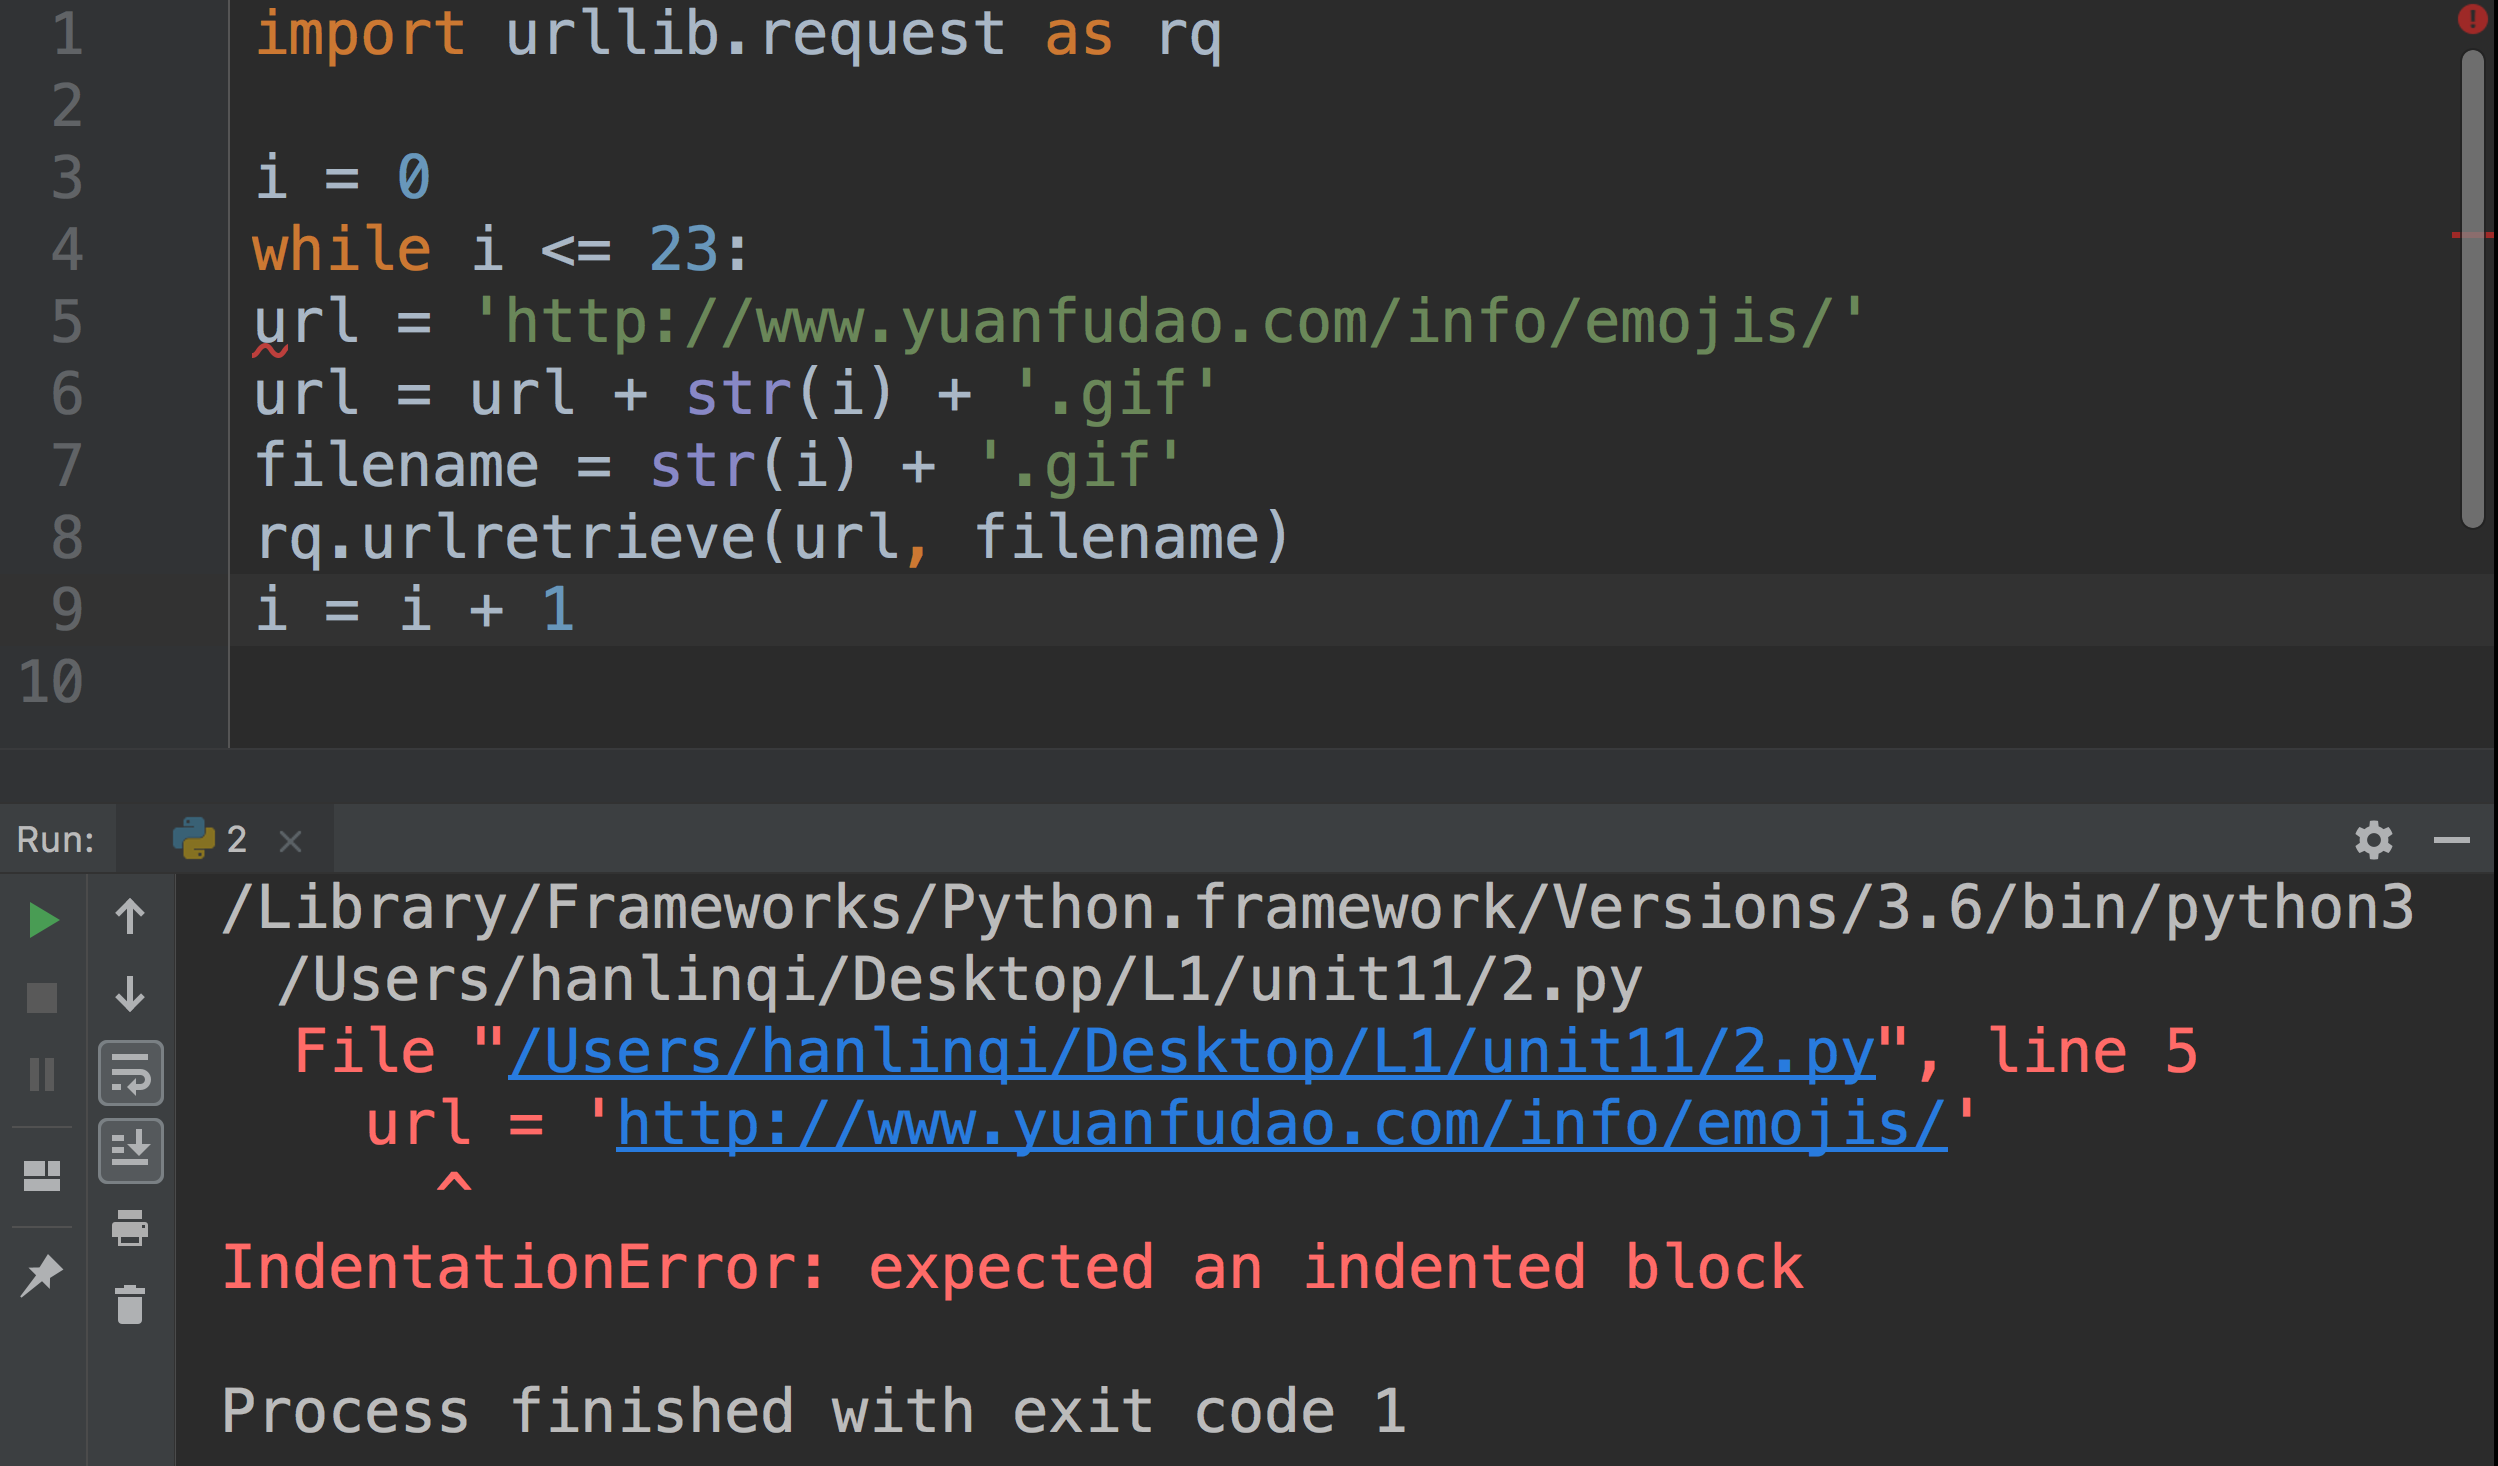 1 import urllib.request as rq
2
3 i = 0
4 while i <= 23:
5 url = 'http://www.yuanfudao.com/info/emojis/'
6 url = url + str(i) + '.gif'
7 filename = str(i) + '.gif'
8 rq.urlretrieve(url, filename)
9 i = i + 1
10
Run: 2
/Library/Frameworks/Python.framework/Versions/3.6/bin/python3
/Users/hanlinqi/Desktop/L1/unit11/2.py
File "/Users/hanlinqi/Desktop/L1/unit11/2.py", line 5
url = 'http://www.yuanfudao.com/info/emojis/'
^
IndentationError: expected an indented block
Process finished with exit code 1